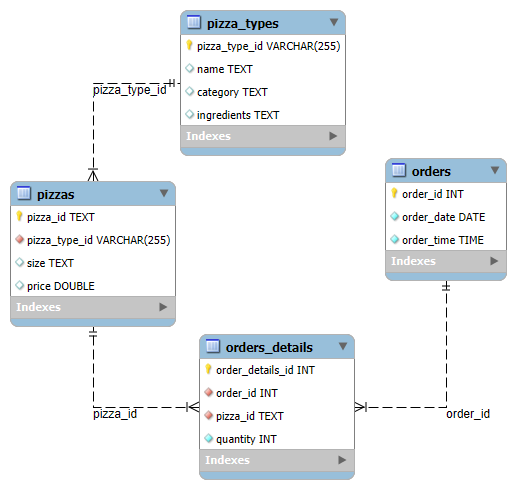 pizza_types
pizza_type_id VARCHAR(255)
name TEXT
category TEXT
ingredients TEXT
Indexes
pizza_type_id
pizzas
pizza_id TEXT
pizza_type_id VARCHAR(255)
size TEXT
price DOUBLE
Indexes
orders
order_id INT
order_date DATE
order_time TIME
Indexes
orders_details
order_details_id INT
order_id INT
pizza_id TEXT
quantity INT
Indexes
pizza_id
order_id